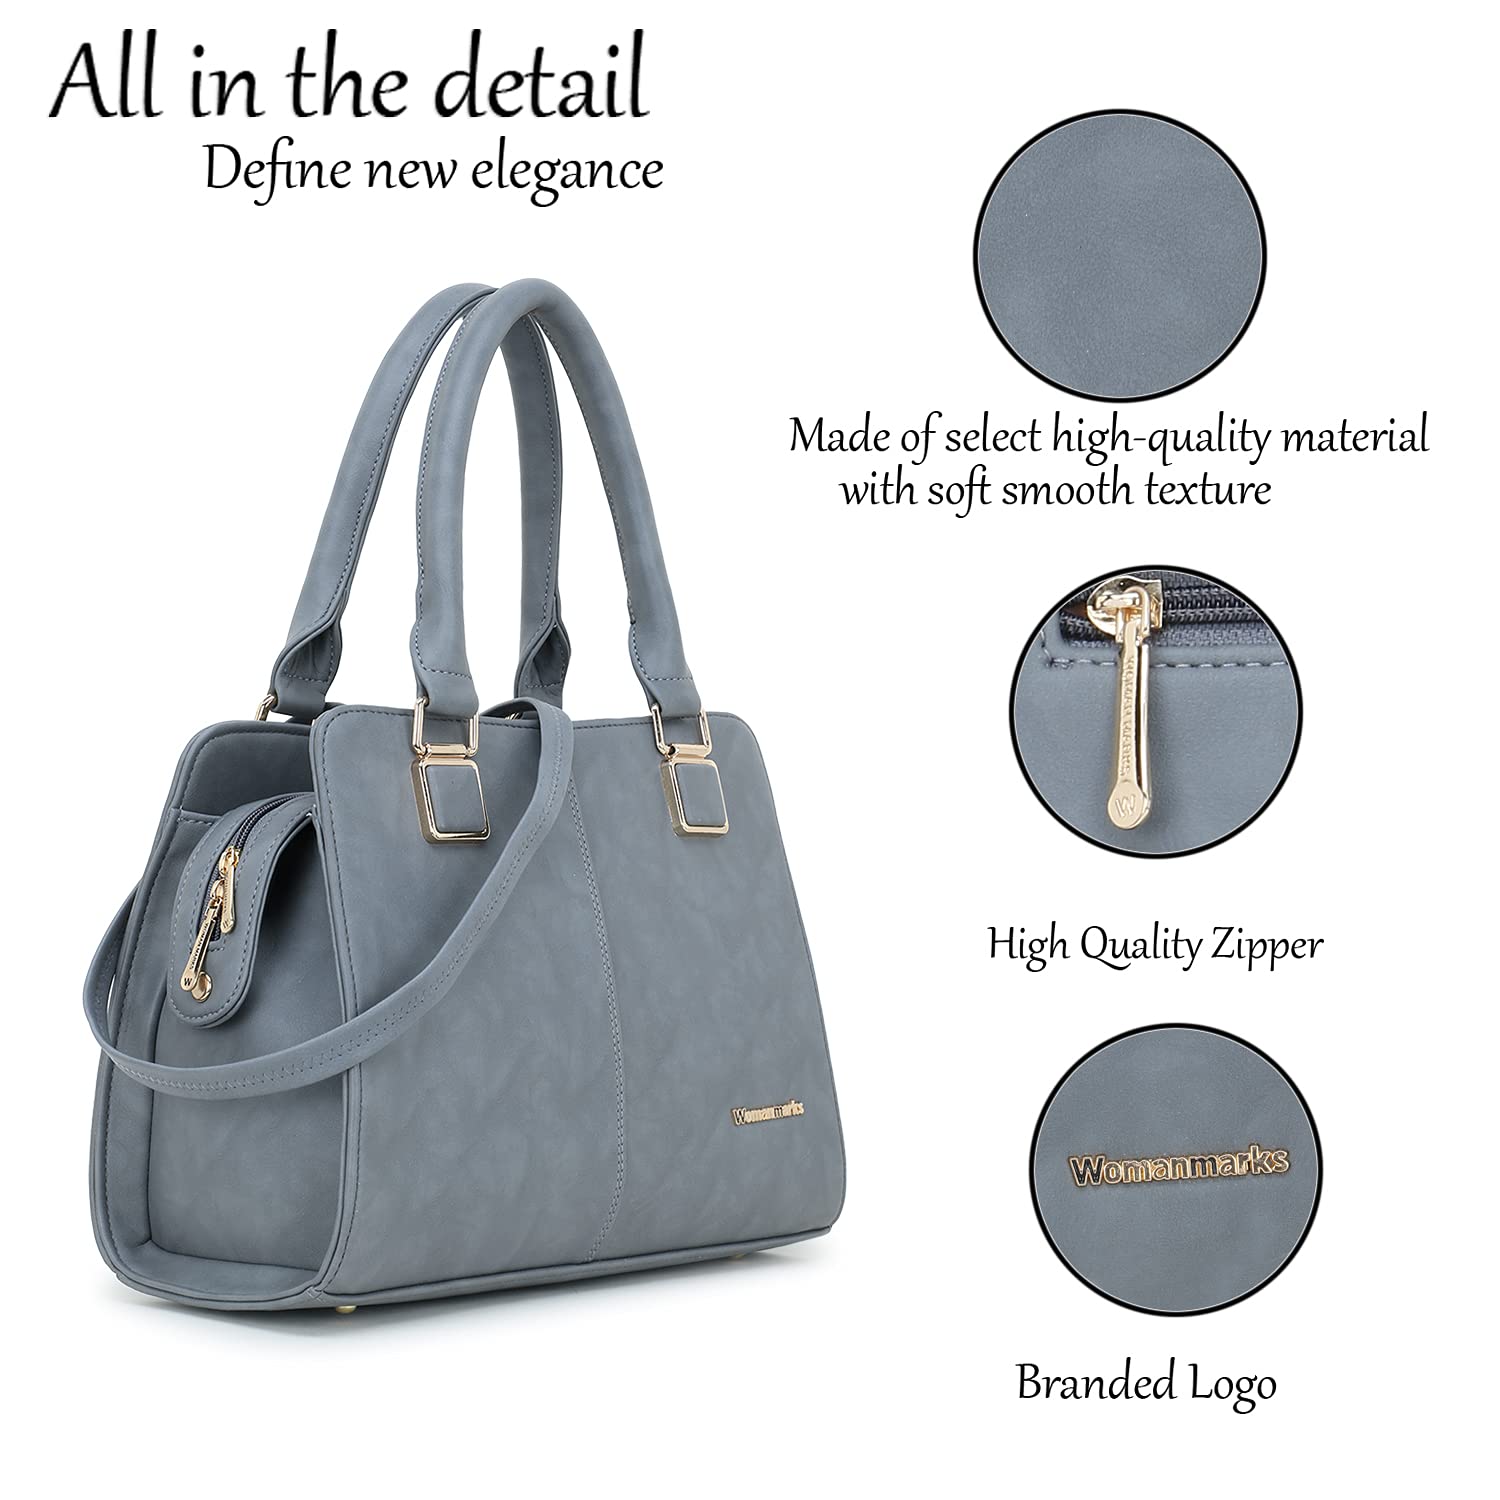 All in the detail
Define new elegance
Made of select high-quality material
with soft smooth texture
High Quality Zipper
Womanmarks
Womanmarks
W
W
Branded Logo